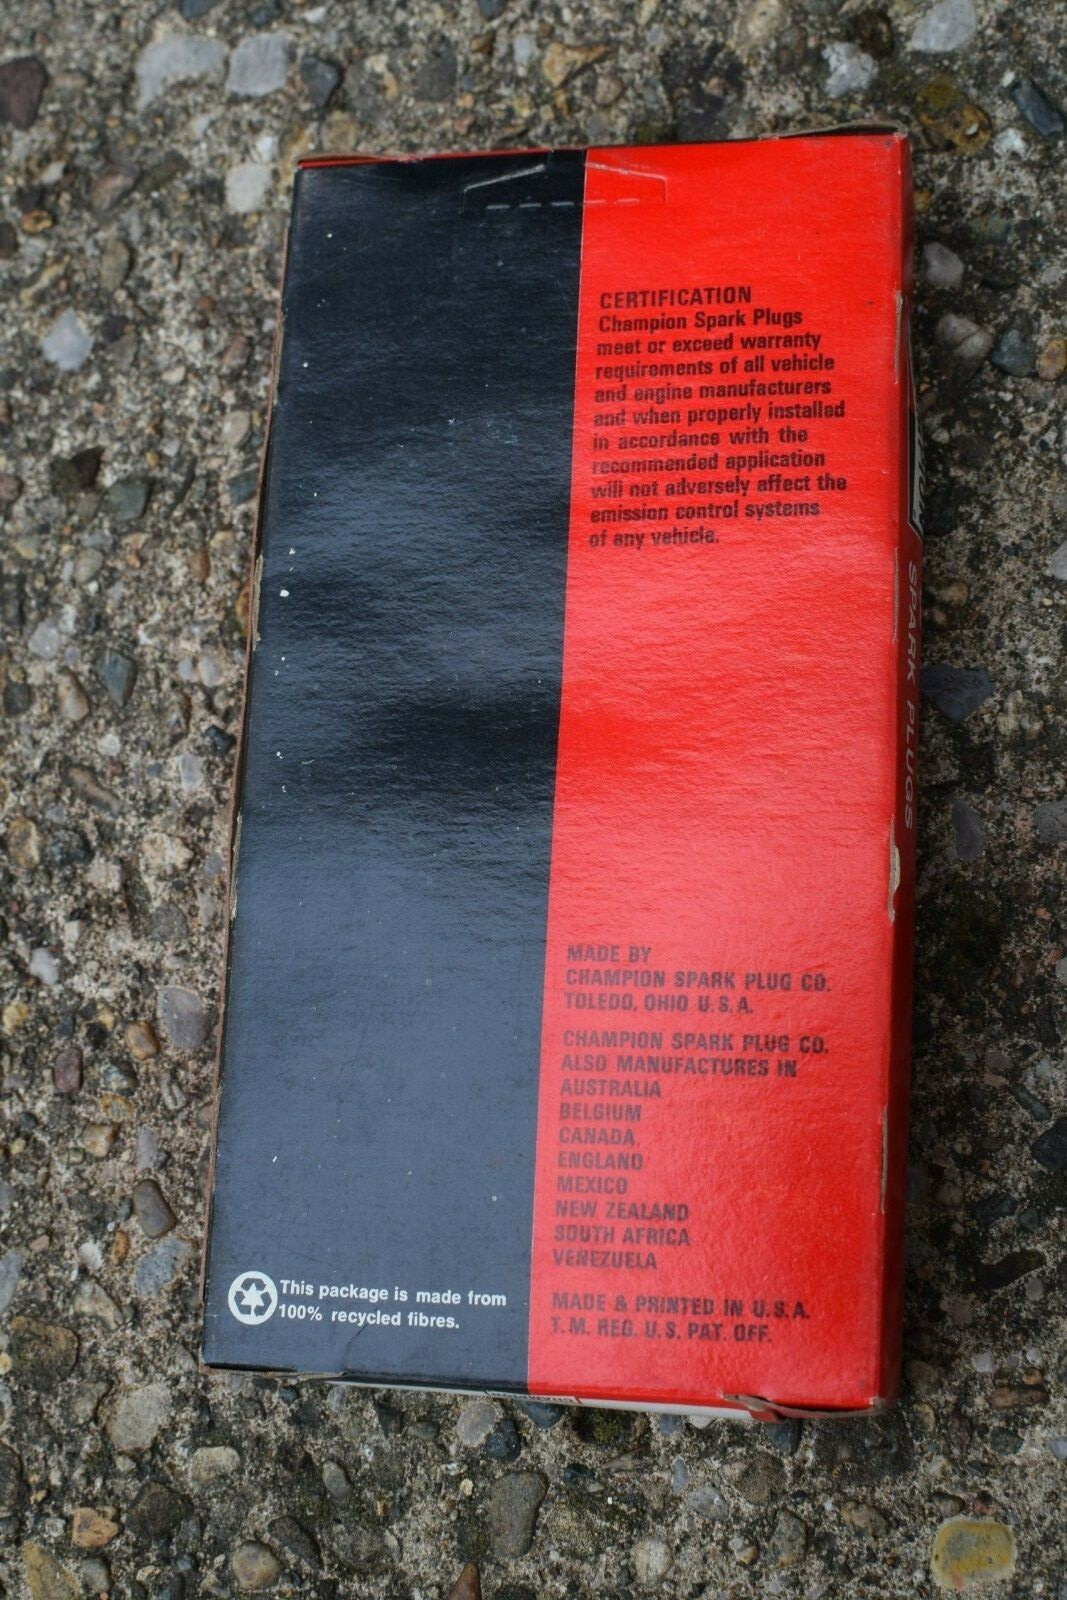 CERTIFICATION
Champion Spark Plugs
meet or exceed warranty
requirements of all vehicle
and engine manufacturers
and when properly installed
in accordance with the
recommended application
will not adversely affect the
emission control systems
of any vehicle.
SPARK PLUGS
MADE BY
CHAMPION SPARK PLUG CO.
TOLEDO, OHIO U.S.A.
CHAMPION SPARK PLUG CO.
ALSO MANUFACTURES IN
AUSTRALIA
BELGIUM
CANADA
ENGLAND
MEXICO
NEW ZEALAND
SOUTH AFRICA
VENEZUELA
This package is made from
100% recycled fibres.
MADE & PRINTED IN U.S.A.
T.M. REG. U.S. PAT. OFF.